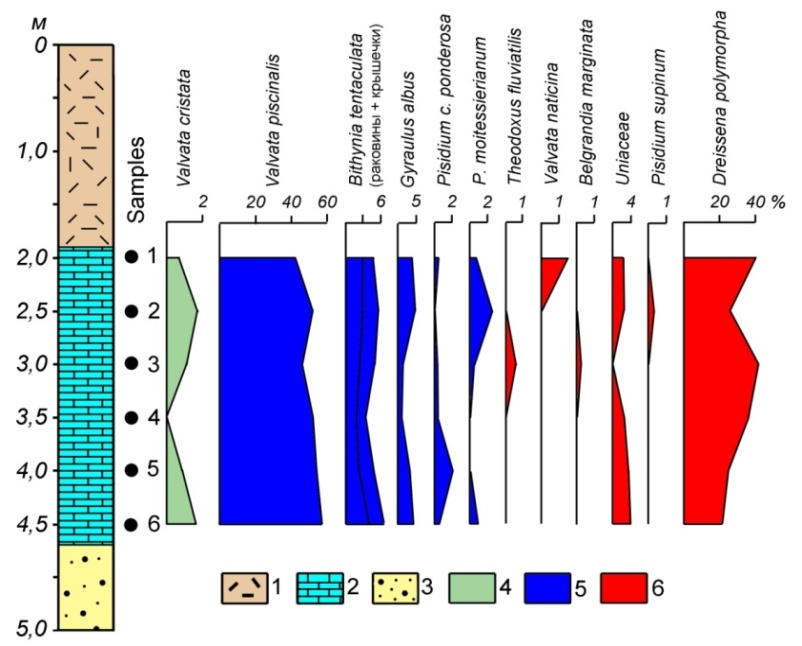 м
0
1,0
2,0
2,5
3,0
3,5
4,0
4,5
5,0
Samples
1
2
3
4
5
6
Valvata cristata
2
Valvata piscinalis
20 40 60
Bithynia tentaculata
(раковины + крышечки)
6
Gyraulus albus
5
Pisidium c. ponderosa
2
P. moitessierianum
2
Theodoxus fluviatilis
1
Valvata naticina
1
Belgrandia marginata
1
Uniaceae
4
Pisidium supinum
1
Dreissena polymorpha
20 40 %
1 2 3 4 5 6